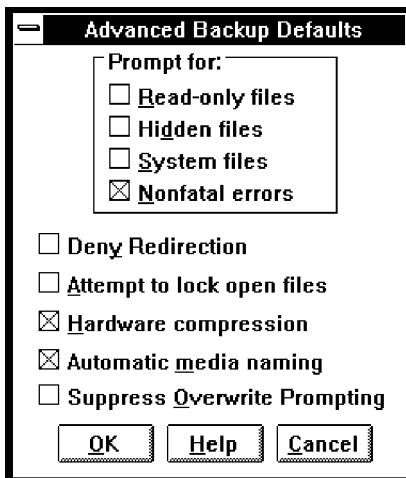 Advanced Backup Defaults
Prompt for:
Read-only files
Hidden files
System files
Nonfatal errors
Deny Redirection
Attempt to lock open files
Hardware compression
Automatic media naming
Suppress Overwrite Prompting
OK Help Cancel